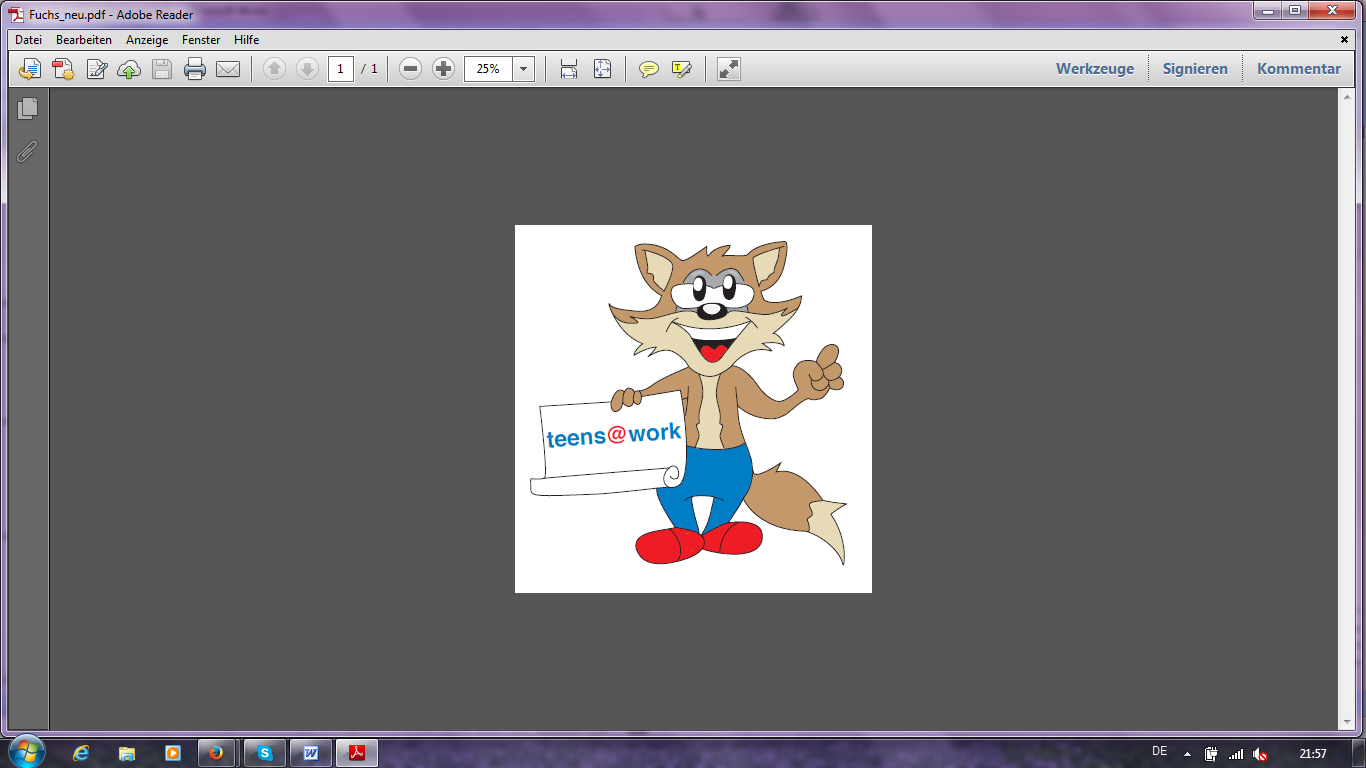 Fuchs_neu.pdf - Adobe Reader
Datei Bearbeiten Anzeige Fenster Hilfe
1 / 1 25% Werkzeuge Signieren Kommentar
teens@work
DE 21:57